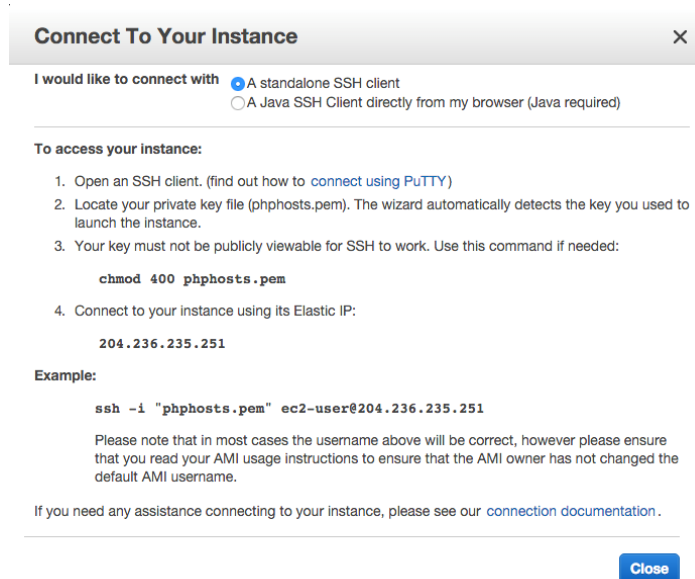 Connect To Your Instance ×
I would like to connect with A standalone SSH client
A Java SSH Client directly from my browser (Java required)
To access your instance:
1. Open an SSH client. (find out how to connect using PuTTY)
2. Locate your private key file (phphosts.pem). The wizard automatically detects the key you used to
launch the instance.
3. Your key must not be publicly viewable for SSH to work. Use this command if needed:
chmod 400 phphosts.pem
4. Connect to your instance using its Elastic IP:
204.236.235.251
Example:
ssh -i "phphosts.pem" ec2-user@204.236.235.251
Please note that in most cases the username above will be correct, however please ensure
that you read your AMI usage instructions to ensure that the AMI owner has not changed the
default AMI username.
If you need any assistance connecting to your instance, please see our connection documentation.
Close